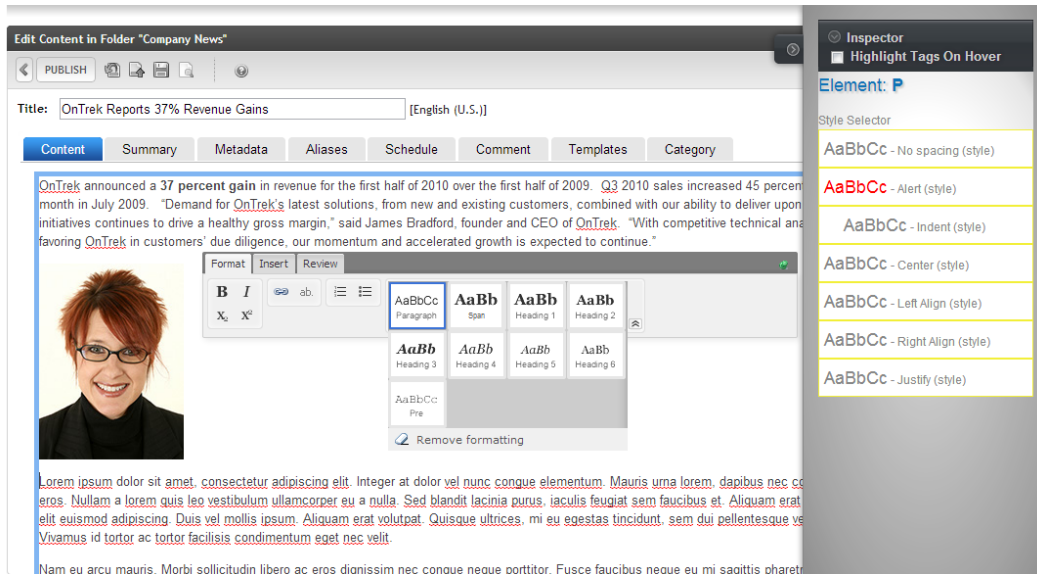 Edit Content in Folder "Company News"
PUBLISH
Title: OnTrek Reports 37% Revenue Gains [English (U.S.)]
Content Summary Metadata Aliases Schedule Comment Templates Category
OnTrek announced a 37 percent gain in revenue for the first half of 2010 over the first half of 2009. Q3 2010 sales increased 45 percen
month in July 2009. "Demand for OnTrek's latest solutions, from new and existing customers, combined with our ability to deliver upon
initiatives continues to drive a healthy gross margin," said James Bradford, founder and CEO of OnTrek. "With competitive technical ana
favoring OnTrek in customers' due diligence, our momentum and accelerated growth is expected to continue."
Format Insert Review
B I ab.
X₂ X²
AaBbCc AaBb AaBb AaBb
Paragraph Span Heading 1 Heading 2
AaBb AaBb AaBb AaBb
Heading 3 Heading 4 Heading 5 Heading 6
AaBbCc
Pre
Remove formatting
Lorem ipsum dolor sit amet, consectetur adipiscing elit. Integer at dolor vel nunc congue elementum. Mauris urna lorem, dapibus nec co
eros. Nullam a lorem quis leo vestibulum ullamcorper eu a nulla. Sed blandit lacinia purus, iaculis feugiat sem faucibus et. Aliquam erat
elit euismod adipiscing. Duis vel mollis ipsum. Aliquam erat volutpat. Quisque ultrices, mi eu egestas tincidunt, sem dui pellentesque ve
Vivamus id tortor ac tortor facilisis condimentum eget nec velit.
Nam eu arcu mauris. Morbi sollicitudin libero ac eros dignissim nec congue neque porttitor. Fusce faucibus neque eu mi sagittis pharetr
Inspector
Highlight Tags On Hover
Element: P
Style Selector
AaBbCc - No spacing (style)
AaBbCc - Alert (style)
AaBbCc - Indent (style)
AaBbCc - Center (style)
AaBbCc - Left Align (style)
AaBbCc - Right Align (style)
AaBbCc - Justify (style)